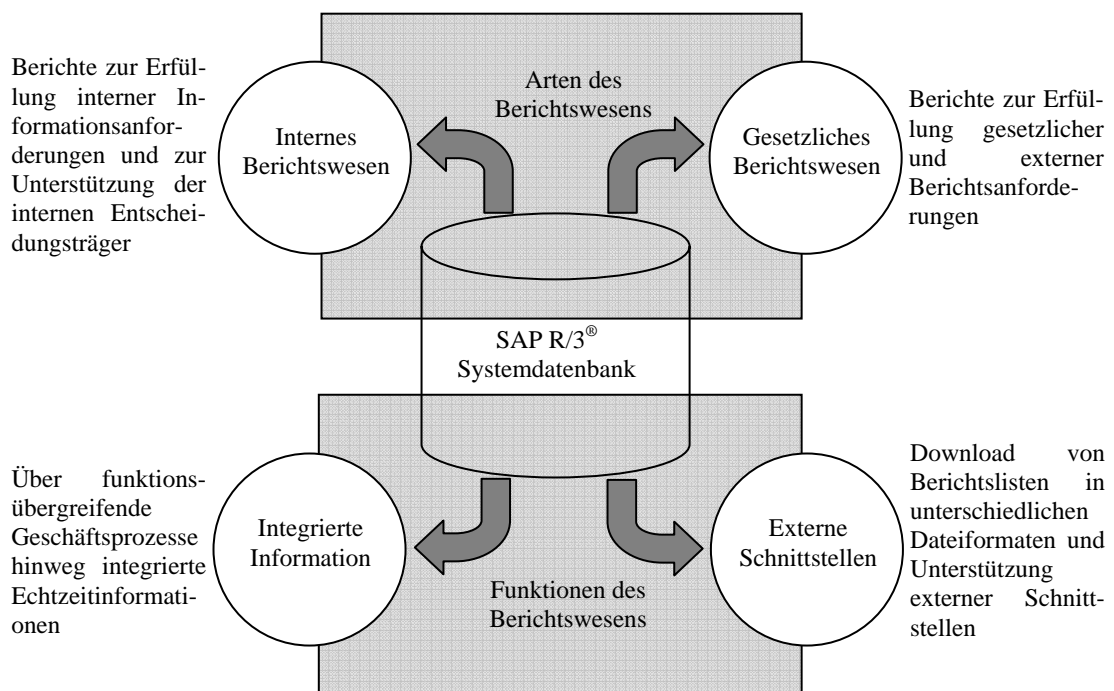 Berichte zur Erfül-
lung interner In-
formationsanfor-
derungen und zur
Unterstützung der
internen Entschei-
dungsträger
Internes
Berichtswesen
Arten des
Berichtswesens
Gesetzliches
Berichtswesen
Berichte zur Erfül-
lung gesetzlicher
und externer
Berichtsanforde-
rungen
SAP R/3®
Systemdatenbank
Über funktions-
übergreifende
Geschäftsprozesse
hinweg integrierte
Echtzeitinformati-
onen
Integrierte
Information
Funktionen des
Berichtswesens
Externe
Schnittstellen
Download von
Berichtslisten in
unterschiedlichen
Dateiformaten und
Unterstützung
externer Schnitt-
stellen